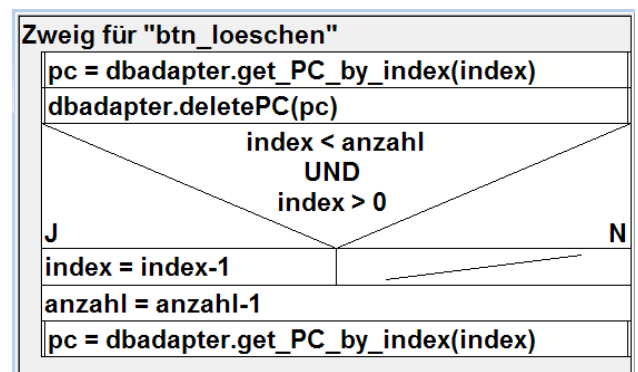 Zweig für "btn_loeschen"
pc = dbadapter.get_PC_by_index(index)
dbadapter.deletePC(pc)
index < anzahl
UND
index > 0
J N
index = index-1
anzahl = anzahl-1
pc = dbadapter.get_PC_by_index(index)